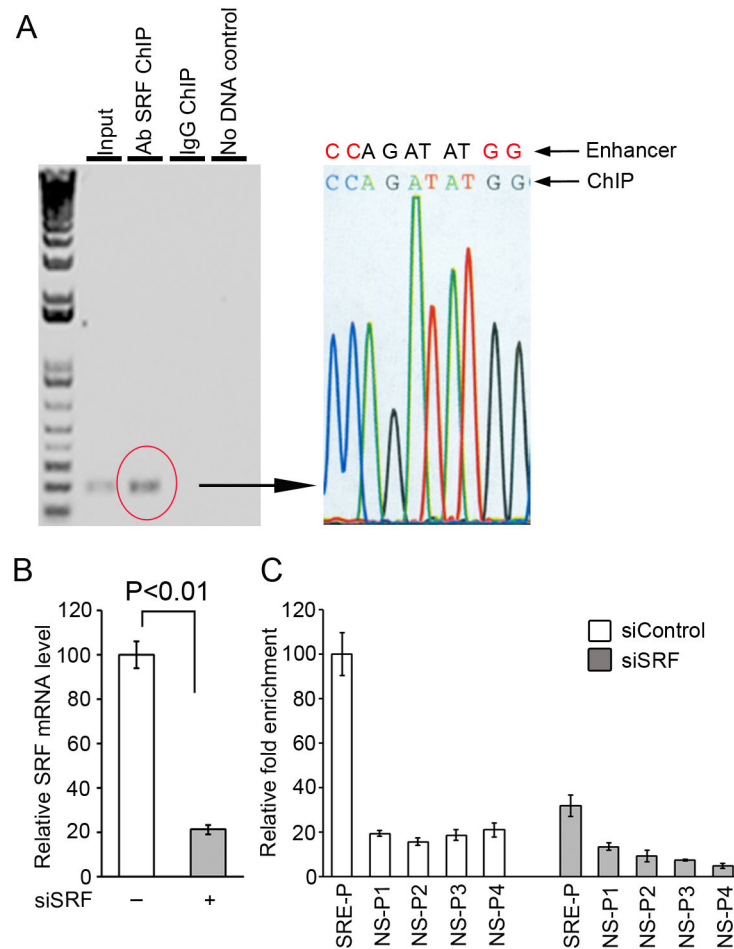 A
Input
Ab SRF ChIP
IgG ChIP
No DNA control
C C A G A T A T G G
Enhancer
C C A G A T A T G G
ChIP
B
P<0.01
Relative SRF mRNA level
120
100
80
60
40
20
0
siSRF
– +
C
Relative fold enrichment
120
100
80
60
40
20
0
siControl
siSRF
SRE-P
NS-P1
NS-P2
NS-P3
NS-P4
SRE-P
NS-P1
NS-P2
NS-P3
NS-P4